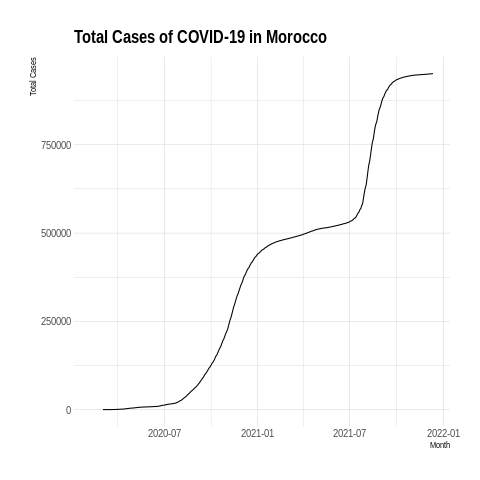 Total Cases of COVID-19 in Morocco
Total Cases
750000
500000
250000
0
2020-07 2021-01 2021-07 2022-01
Month